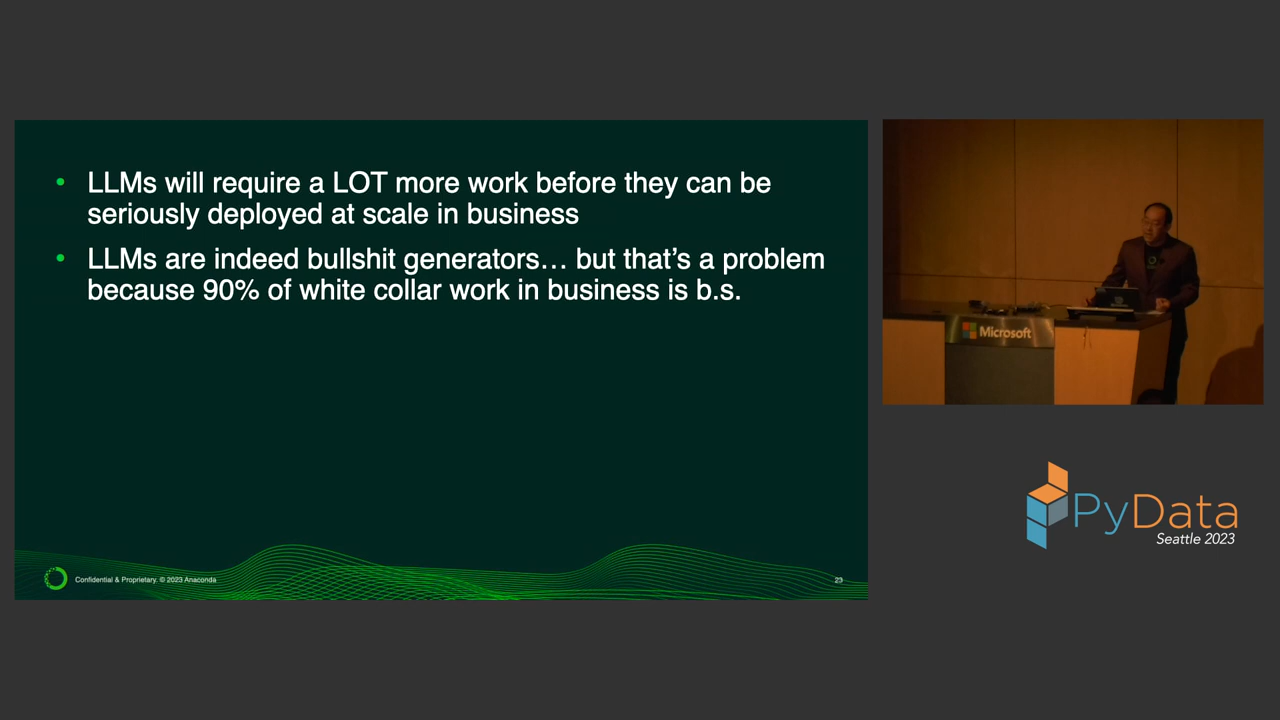 • LLMs will require a LOT more work before they can be
seriously deployed at scale in business
• LLMs are indeed bullshit generators… but that’s a problem
because 90% of white collar work in business is b.s.
Confidential & Proprietary. © 2023 Anaconda
23
Microsoft
PyData
Seattle 2023